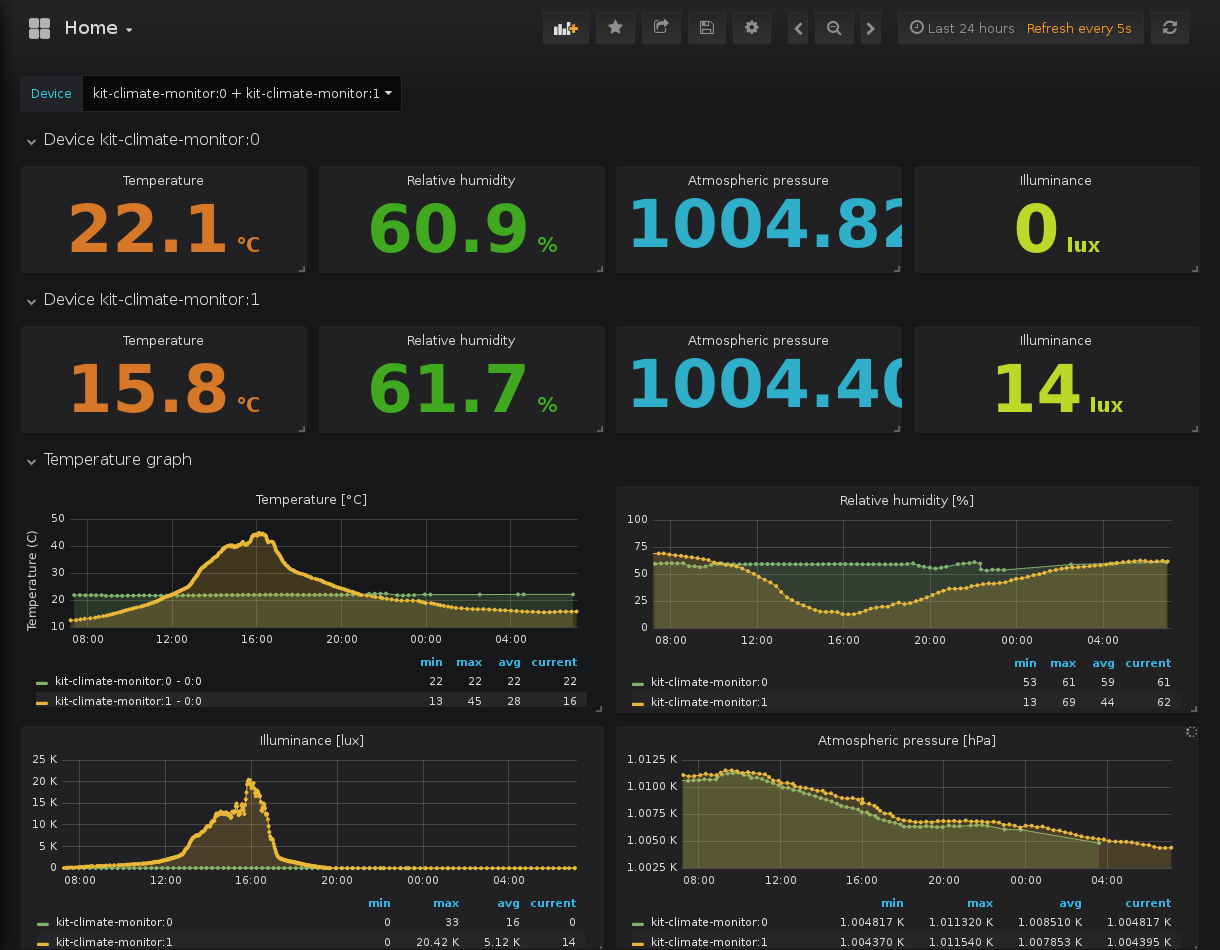 Home
Last 24 hours Refresh every 5s
Device kit-climate-monitor:0 + kit-climate-monitor:1
Device kit-climate-monitor:0
Temperature Relative humidity Atmospheric pressure Illuminance
22.1 °C 60.9 % 1004.82 0 lux
Device kit-climate-monitor:1
Temperature Relative humidity Atmospheric pressure Illuminance
15.8 °C 61.7 % 1004.40 14 lux
Temperature graph
Temperature [°C]
Temperature (C)
50
40
30
20
10
08:00 12:00 16:00 20:00 00:00 04:00
min max avg current
kit-climate-monitor:0 - 0:0 22 22 22 22
kit-climate-monitor:1 - 0:0 13 45 28 16
Relative humidity [%]
100
75
50
25
0
08:00 12:00 16:00 20:00 00:00 04:00
min max avg current
kit-climate-monitor:0 53 61 59 61
kit-climate-monitor:1 13 69 44 62
Illuminance [lux]
25 K
20 K
15 K
10 K
5 K
0
08:00 12:00 16:00 20:00 00:00 04:00
min max avg current
kit-climate-monitor:0 0 33 16 0
kit-climate-monitor:1 0 20.42 K 5.12 K 14
Atmospheric pressure [hPa]
1.0125 K
1.0100 K
1.0075 K
1.0050 K
1.0025 K
08:00 12:00 16:00 20:00 00:00 04:00
min max avg current
kit-climate-monitor:0 1.004817 K 1.011320 K 1.008510 K 1.004817 K
kit-climate-monitor:1 1.004370 K 1.011540 K 1.007853 K 1.004395 K